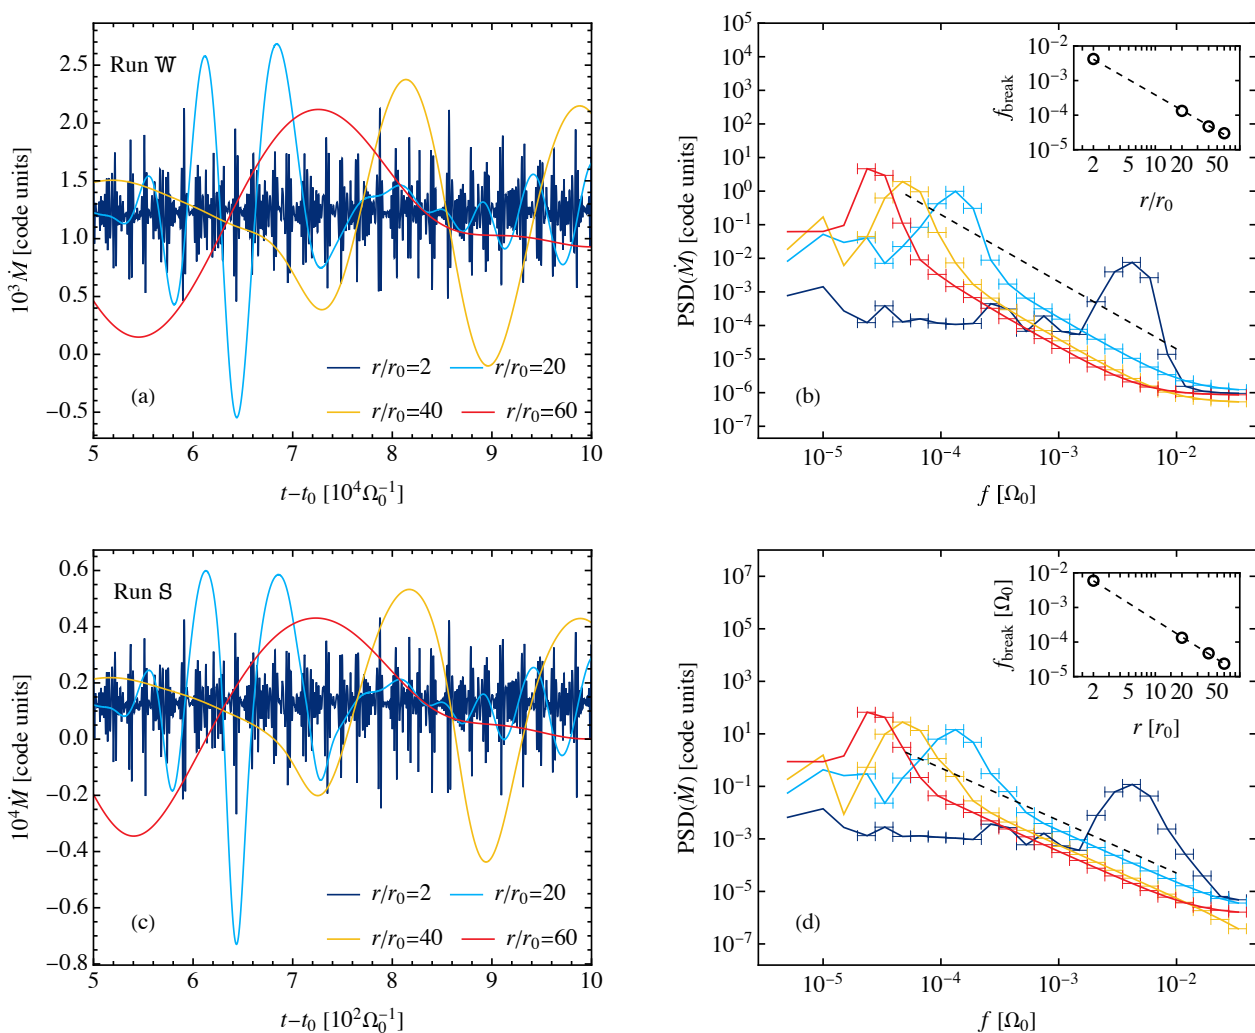 Run 𝕎
10³Ṁ [code units]
2.5
2.0
1.5
1.0
0.5
0.0
−0.5
(a)
r/r₀=2 r/r₀=20
r/r₀=40 r/r₀=60
5 6 7 8 9 10
t−t₀ [10⁴Ω₀⁻¹]
PSD(Ṁ) [code units]
10⁵
10⁴
10³
10²
10¹
10⁰
10⁻¹
10⁻²
10⁻³
10⁻⁴
10⁻⁵
10⁻⁶
10⁻⁷
(b)
10⁻⁵ 10⁻⁴ 10⁻³ 10⁻²
f [Ω₀]
f_break
10⁻²
10⁻³
10⁻⁴
10⁻⁵
2 5 10 20 50
r/r₀
Run 𝕊
10⁴Ṁ [code units]
0.6
0.4
0.2
0.0
−0.2
−0.4
−0.6
−0.8
(c)
r/r₀=2 r/r₀=20
r/r₀=40 r/r₀=60
5 6 7 8 9 10
t−t₀ [10²Ω₀⁻¹]
PSD(Ṁ) [code units]
10⁷
10⁵
10³
10¹
10⁻¹
10⁻³
10⁻⁵
10⁻⁷
(d)
10⁻⁵ 10⁻⁴ 10⁻³ 10⁻²
f [Ω₀]
f_break [Ω₀]
10⁻²
10⁻³
10⁻⁴
10⁻⁵
2 5 10 20 50
r [r₀]